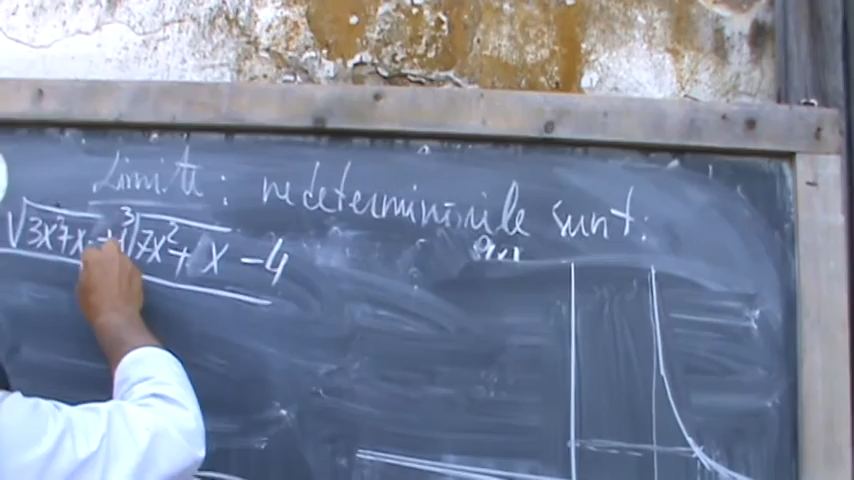 Limite: nedeterminările sunt:
√3x²+x ∛7x²+x-4